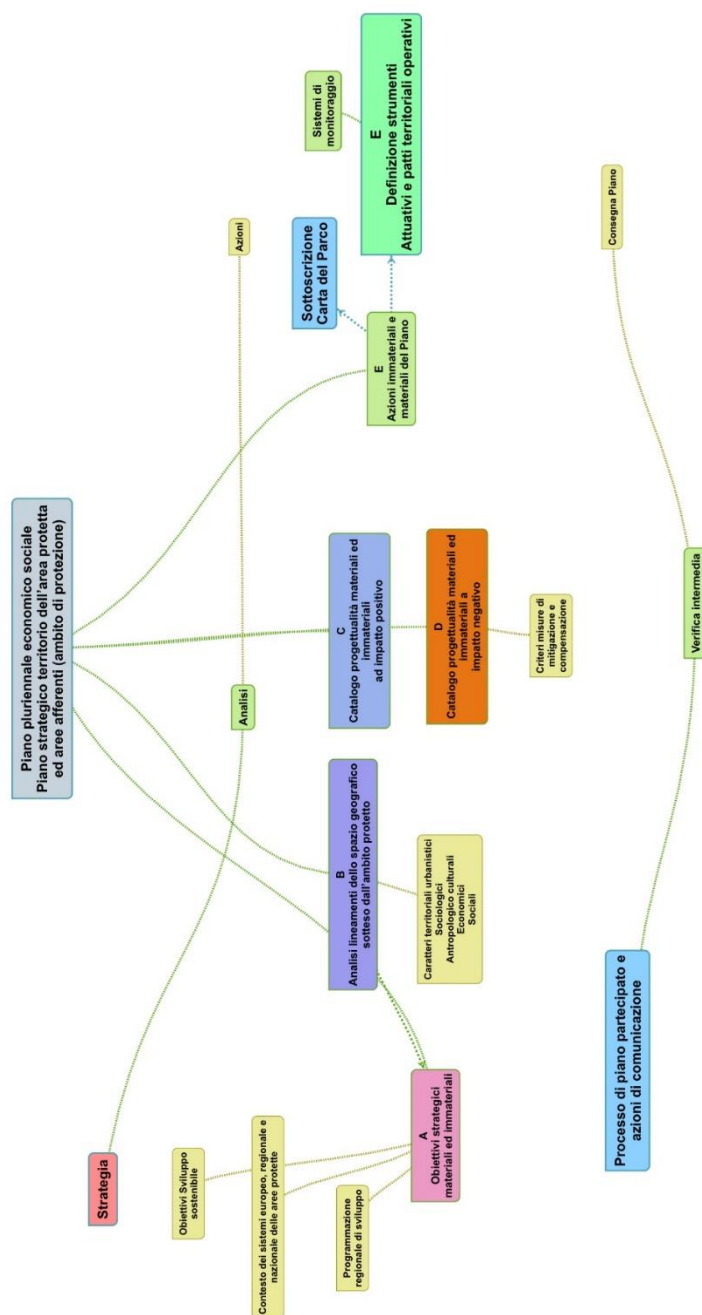 Piano pluriennale economico sociale
Piano strategico territorio dell'area protetta
ed aree afferenti (ambito di protezione)
Strategia
Analisi
Azioni
Obiettivi Sviluppo
sostenibile
Contesto dei sistemi europeo, regionale e
nazionale delle aree protette
Programmazione
regionale di sviluppo
A
Obiettivi strategici
materiali ed immateriali
B
Analisi lineamenti dello spazio geografico
sotteso dall'ambito protetto
Caratteri territoriali urbanistici
Sociologici
Antropologico culturali
Economici
Sociali
C
Catalogo progettualità materiali ed
immateriali
ad impatto positivo
D
Catalogo progettualità materiali ed
immateriali a
impatto negativo
Criteri misure di
mitigazione e
compensazione
E
Azioni immateriali e
materiali del Piano
Sottoscrizione
Carta del Parco
Sistemi di
monitoraggio
E
Definizione strumenti
Attuativi e patti territoriali operativi
Processo di piano partecipato e
azioni di comunicazione
Verifica intermedia
Consegna Piano